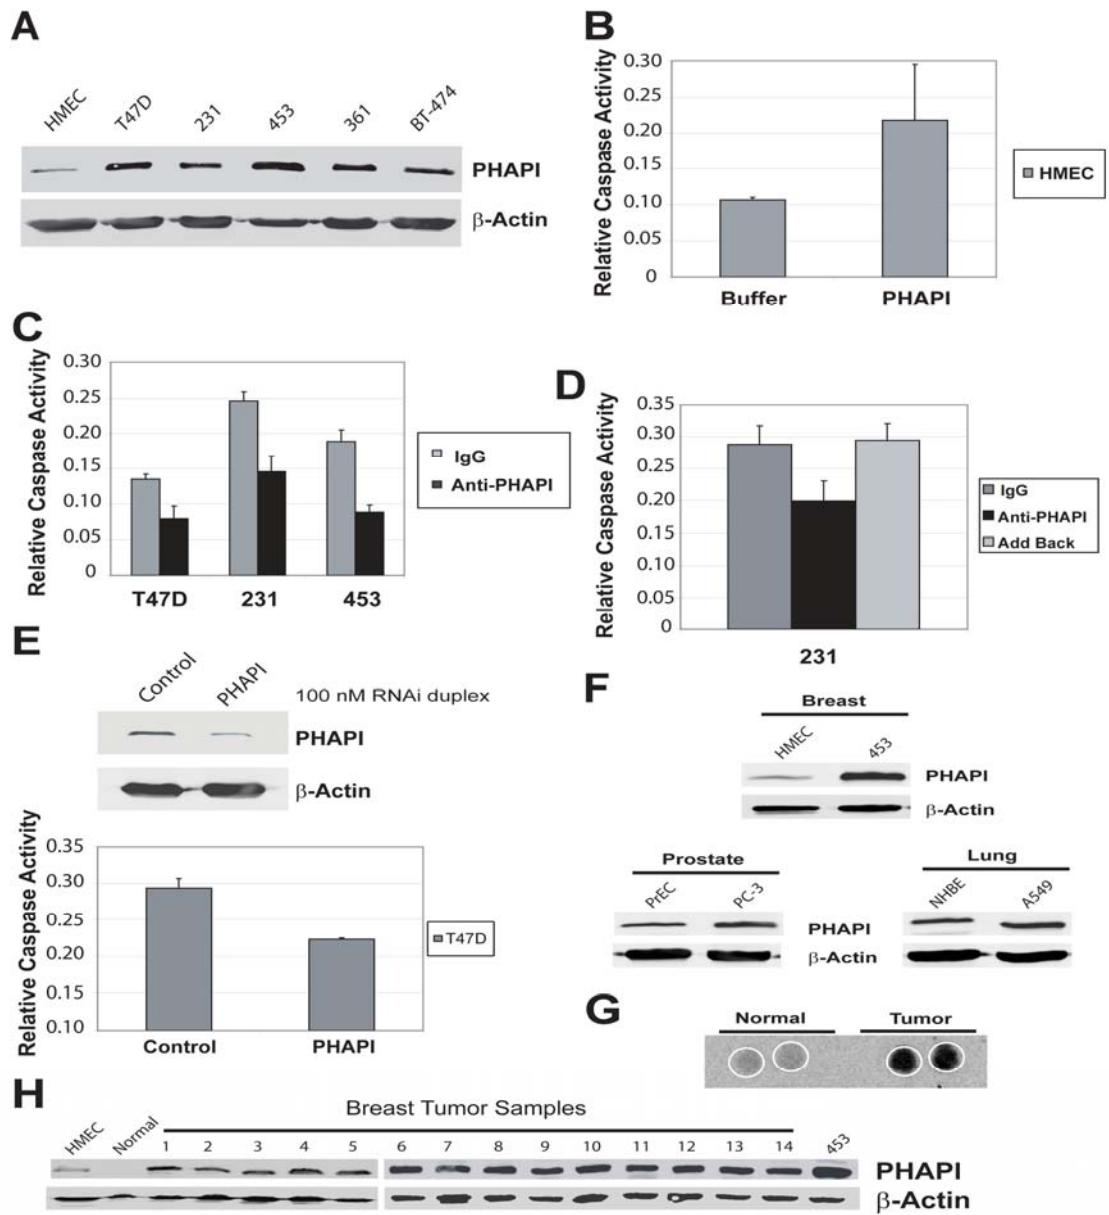 A
HMEC T47D 231 453 361 BT-474
PHAPI
β-Actin
B
Relative Caspase Activity
0.30
0.25
0.20
0.15
0.10
0.05
0
Buffer PHAPI
HMEC
C
Relative Caspase Activity
0.30
0.25
0.20
0.15
0.10
0.05
0
T47D 231 453
IgG
Anti-PHAPI
D
Relative Caspase Activity
0.35
0.30
0.25
0.20
0.15
0.10
0.05
0
231
IgG
Anti-PHAPI
Add Back
E
Control PHAPI 100 nM RNAi duplex
PHAPI
β-Actin
Relative Caspase Activity
0.35
0.30
0.25
0.20
0.15
0.10
Control PHAPI
T47D
F
Breast
HMEC 453
PHAPI
β-Actin
Prostate
PrEC PC-3
PHAPI
β-Actin
Lung
NHBE A549
G
Normal Tumor
H
Breast Tumor Samples
HMEC Normal 1 2 3 4 5 6 7 8 9 10 11 12 13 14 453
PHAPI
β-Actin